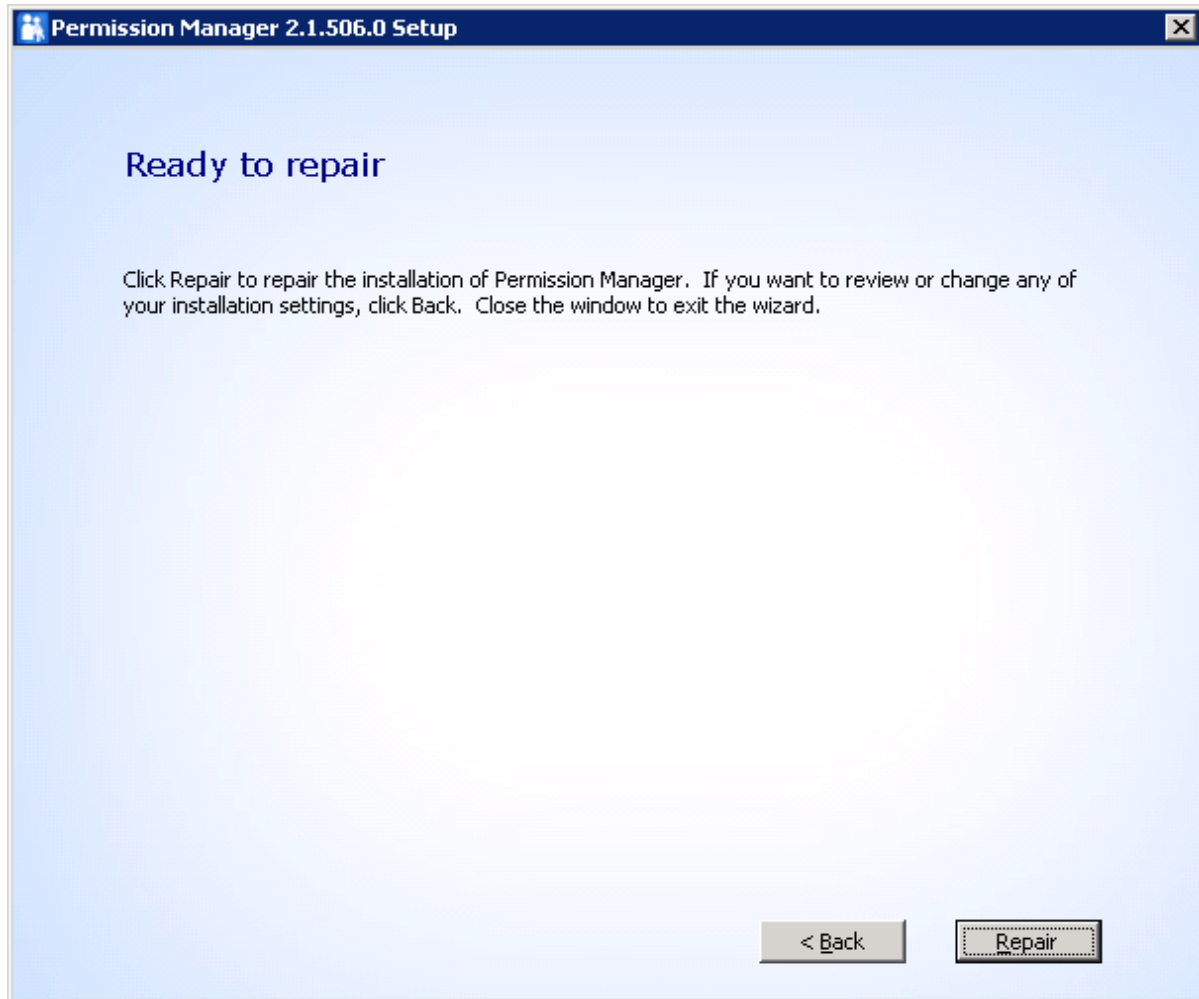 Permission Manager 2.1.506.0 Setup
Ready to repair
Click Repair to repair the installation of Permission Manager.  If you want to review or change any of
your installation settings, click Back.  Close the window to exit the wizard.
< Back
Repair